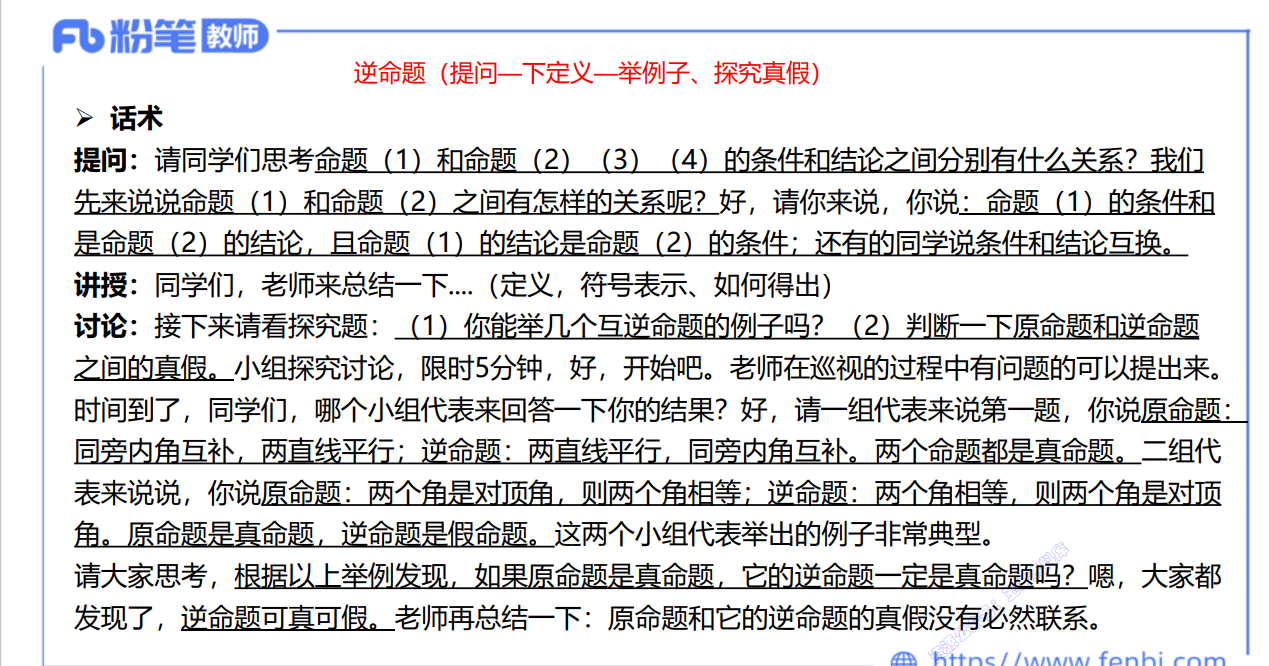 粉笔教师
逆命题（提问—下定义—举例子、探究真假）
➢ 话术
提问：请同学们思考命题（1）和命题（2）（3）（4）的条件和结论之间分别有什么关系？我们
先来说说命题（1）和命题（2）之间有怎样的关系呢？好，请你来说，你说：命题（1）的条件和
是命题（2）的结论，且命题（1）的结论是命题（2）的条件；还有的同学说条件和结论互换。
讲授：同学们，老师来总结一下....（定义，符号表示、如何得出）
讨论：接下来请看探究题：（1）你能举几个互逆命题的例子吗？（2）判断一下原命题和逆命题
之间的真假。小组探究讨论，限时5分钟，好，开始吧。老师在巡视的过程中有问题的可以提出来。
时间到了，同学们，哪个小组代表来回答一下你的结果？好，请一组代表来说第一题，你说原命题：
同旁内角互补，两直线平行；逆命题：两直线平行，同旁内角互补。两个命题都是真命题。二组代
表来说说，你说原命题：两个角是对顶角，则两个角相等；逆命题：两个角相等，则两个角是对顶
角。原命题是真命题，逆命题是假命题。这两个小组代表举出的例子非常典型。
请大家思考，根据以上举例发现，如果原命题是真命题，它的逆命题一定是真命题吗？嗯，大家都
发现了，逆命题可真可假。老师再总结一下：原命题和它的逆命题的真假没有必然联系。
https://www.fenbi.com